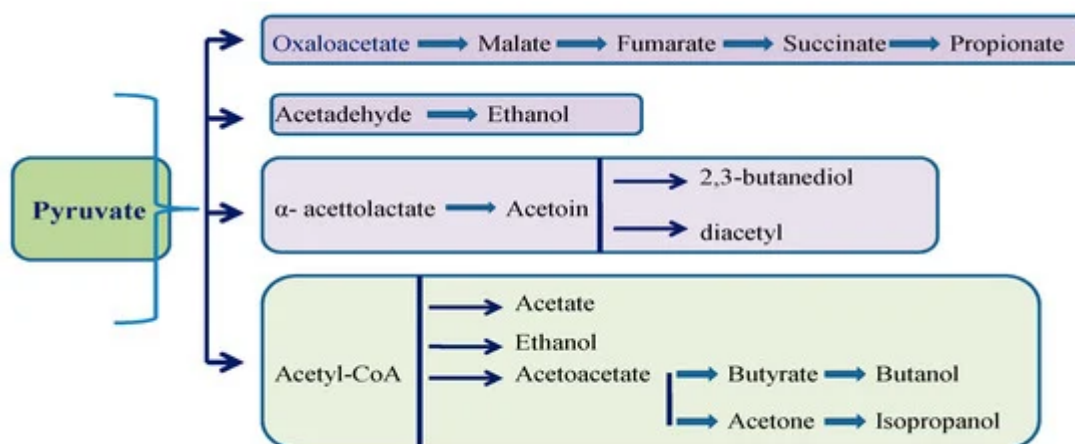 Oxaloacetate Malate Fumarate Succinate Propionate
Acetadehyde Ethanol
Pyruvate
α- acettolactate Acetoin
2,3-butanediol
diacetyl
Acetyl-CoA
Acetate
Ethanol
Acetoacetate Butyrate Butanol
Acetone Isopropanol